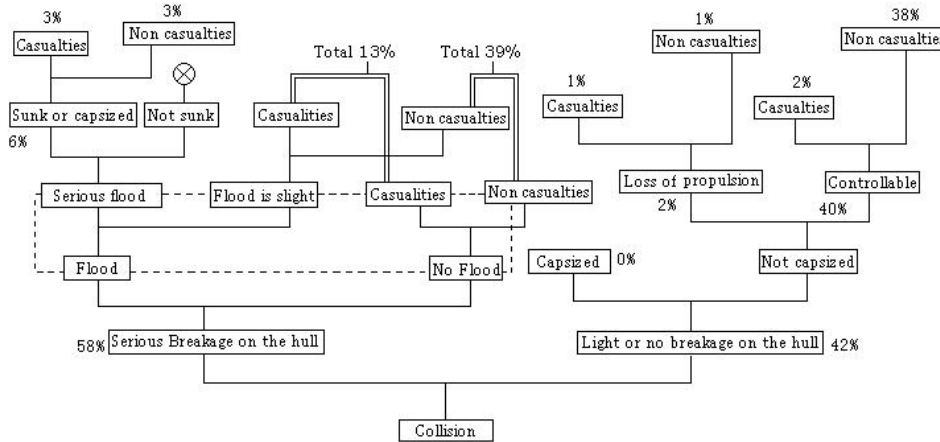 3%
3%
1%
38%
Casualties
Non casualties
Total 13%
Total 39%
Non casualties
Non casualties
1%
2%
Sunk or capsized
Not sunk
Casualities
Non casualties
Casualties
Casualties
6%
Serious flood
Flood is slight
Casualities
Non casualties
Loss of propulsion
Controllable
2%
40%
Flood
No Flood
Capsized
0%
Not capsized
58%
Serious Breakage on the hull
Light or no breakage on the hull
42%
Collision